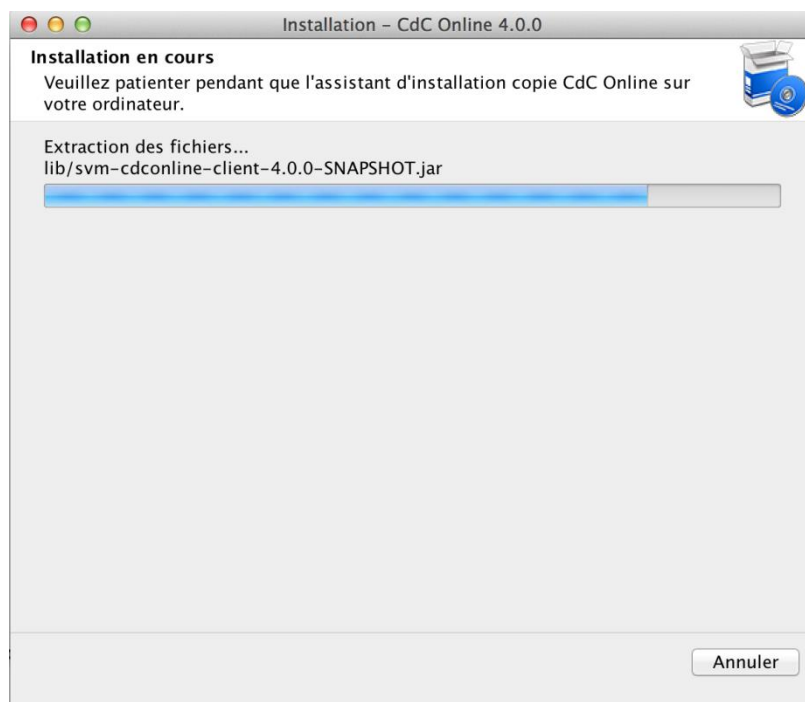 Installation – CdC Online 4.0.0
Installation en cours
Veuillez patienter pendant que l'assistant d'installation copie CdC Online sur
votre ordinateur.
Extraction des fichiers...
lib/svm-cdconline-client-4.0.0-SNAPSHOT.jar
Annuler